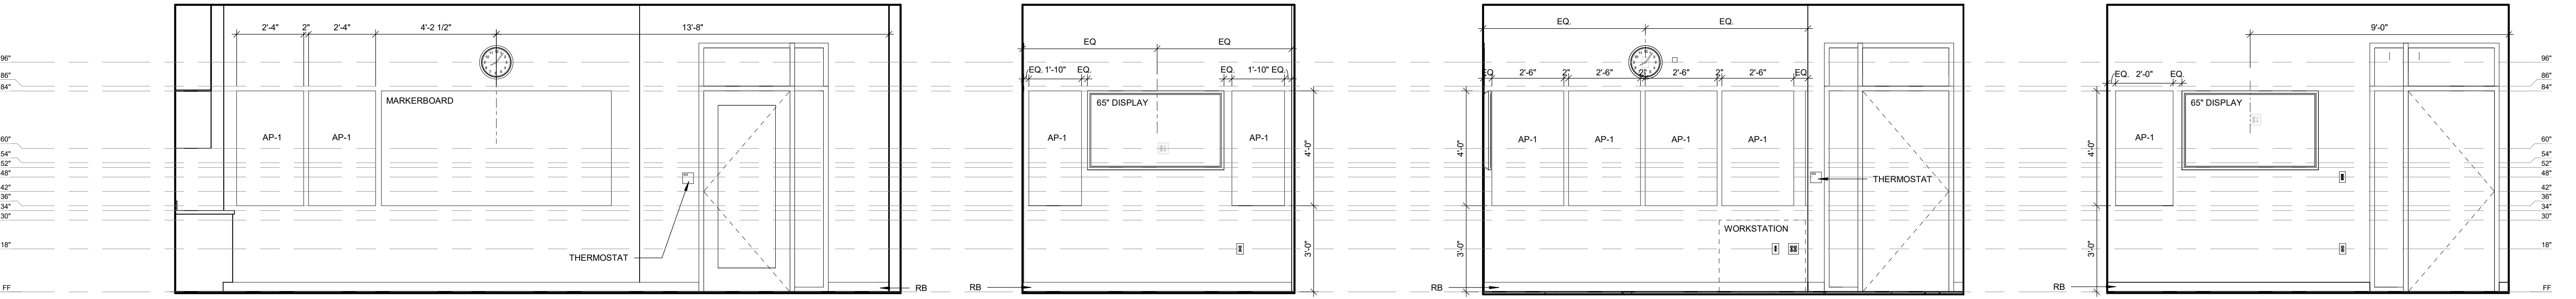 2'-4" 2" 2'-4" 4'-2 1/2" 13'-8"
96"
86"
84"
60"
54"
52"
48"
42"
36"
34"
30"
18"
FF
MARKERBOARD
AP-1 AP-1
THERMOSTAT
RB
EQ EQ
EQ. 1'-10" EQ. EQ. 1'-10" EQ.
65" DISPLAY
AP-1 AP-1
4'-0"
3'-0"
RB
EQ. EQ.
EQ. 2'-6" 2" 2'-6" 2" 2'-6" 2" 2'-6" EQ.
AP-1 AP-1 AP-1 AP-1
4'-0"
3'-0"
THERMOSTAT
WORKSTATION
RB
9'-0"
EQ. 2'-0" EQ.
65" DISPLAY
AP-1
4'-0"
3'-0"
RB
96"
86"
84"
60"
54"
52"
48"
42"
36"
34"
30"
18"
FF